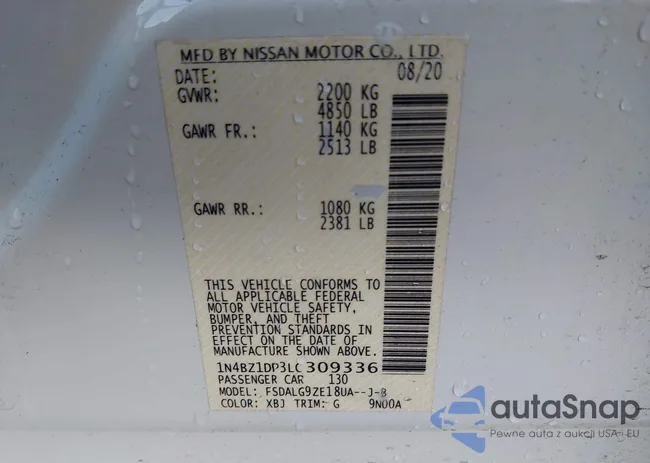 MFD BY NISSAN MOTOR CO., LTD.
DATE: 08/20
GVWR: 2200 KG
4850 LB
GAWR FR.: 1140 KG
2513 LB
GAWR RR.: 1080 KG
2381 LB
THIS VEHICLE CONFORMS TO
ALL APPLICABLE FEDERAL
MOTOR VEHICLE SAFETY,
BUMPER, AND THEFT
PREVENTION STANDARDS IN
EFFECT ON THE DATE OF
MANUFACTURE SHOWN ABOVE.
1N4BZ1DP3LC309336
PASSENGER CAR 130
MODEL: FSDALG9ZE18UA--J-B
COLOR: XBJ TRIM: G 9N00A
autoSnap
Pewne auta z aukcji USA i EU